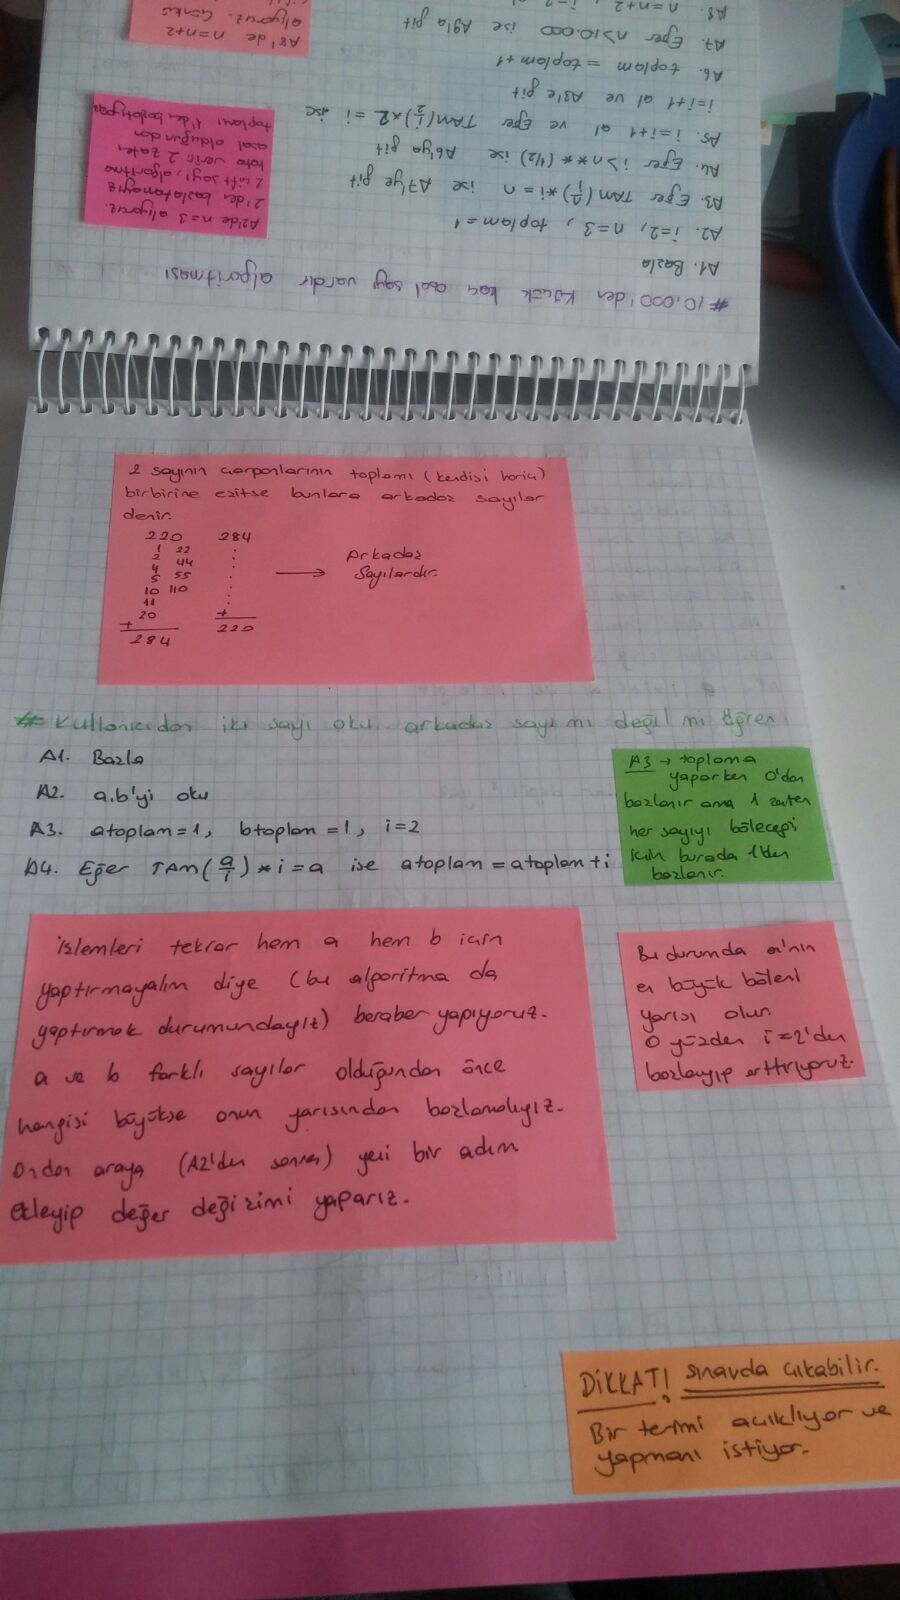 A8. n=n+2, i=2
A7. Eğer n>10.000 ise A9'a git
A6. toplam = toplam+1
i=i+1 al ve A3'e git
A5. i=i+1 al ve Eğer TAM(i/2)*2 = i ise
A4. Eğer i>n**(1/2) ise A6'ya git
A3. Eğer TAM(n/i)*i=n ise A7'ye git
A2. i=2, n=3, toplam=1
A1. Başla
#10.000'den küçük kaç asal sayı vardır algoritması
A8'de n=n+2
alıyoruz. Çünkü
A2'de n=3 alıyoruz.
2'den başlatamayız
2 çift sayı, algoritma
hata verir. 2 zaten
asal olduğundan
toplamı 1'den başlatıyoruz
2 sayının çarpanlarının toplamı (kendisi hariç)
birbirine eşitse bunlara arkadaş sayılar
denir.
220 284
1 22 .
2 44 .
4 55 .
5 110 .
10 .
11 .
20 +
+ 220
284
→ Arkadaş
Sayılardır.
# Kullanıcıdan iki sayı oku arkadaş sayı mı değil mi öğren
A1. Başla
A2. a,b'yi oku
A3. atoplam=1, btoplam=1, i=2
A4. Eğer TAM(a/i)*i=a ise atoplam=atoplam+i
A3 → toplama
yaparken 0'dan
başlanır ama 1 zaten
her sayıyı böleceği
için burada 1'den
başlanır.
işlemleri tekrar hem a hem b için
yaptırmayalım diye (bu algoritma da
yaptırmak durumundayız) beraber yapıyoruz.
a ve b farklı sayılar olduğundan önce
hangisi büyükse onun yarısından başlamalıyız.
Ondan araya (A2'den sonra) yeni bir adım
ekleyip değer değişimi yaparız.
Bu durumda a'nın
en büyük böleni
yarısı olur.
O yüzden i=2'den
başlayıp arttırıyoruz.
DİKKAT! sınavda çıkabilir.
Bir terimi açıklıyor ve
yapmanı istiyor.